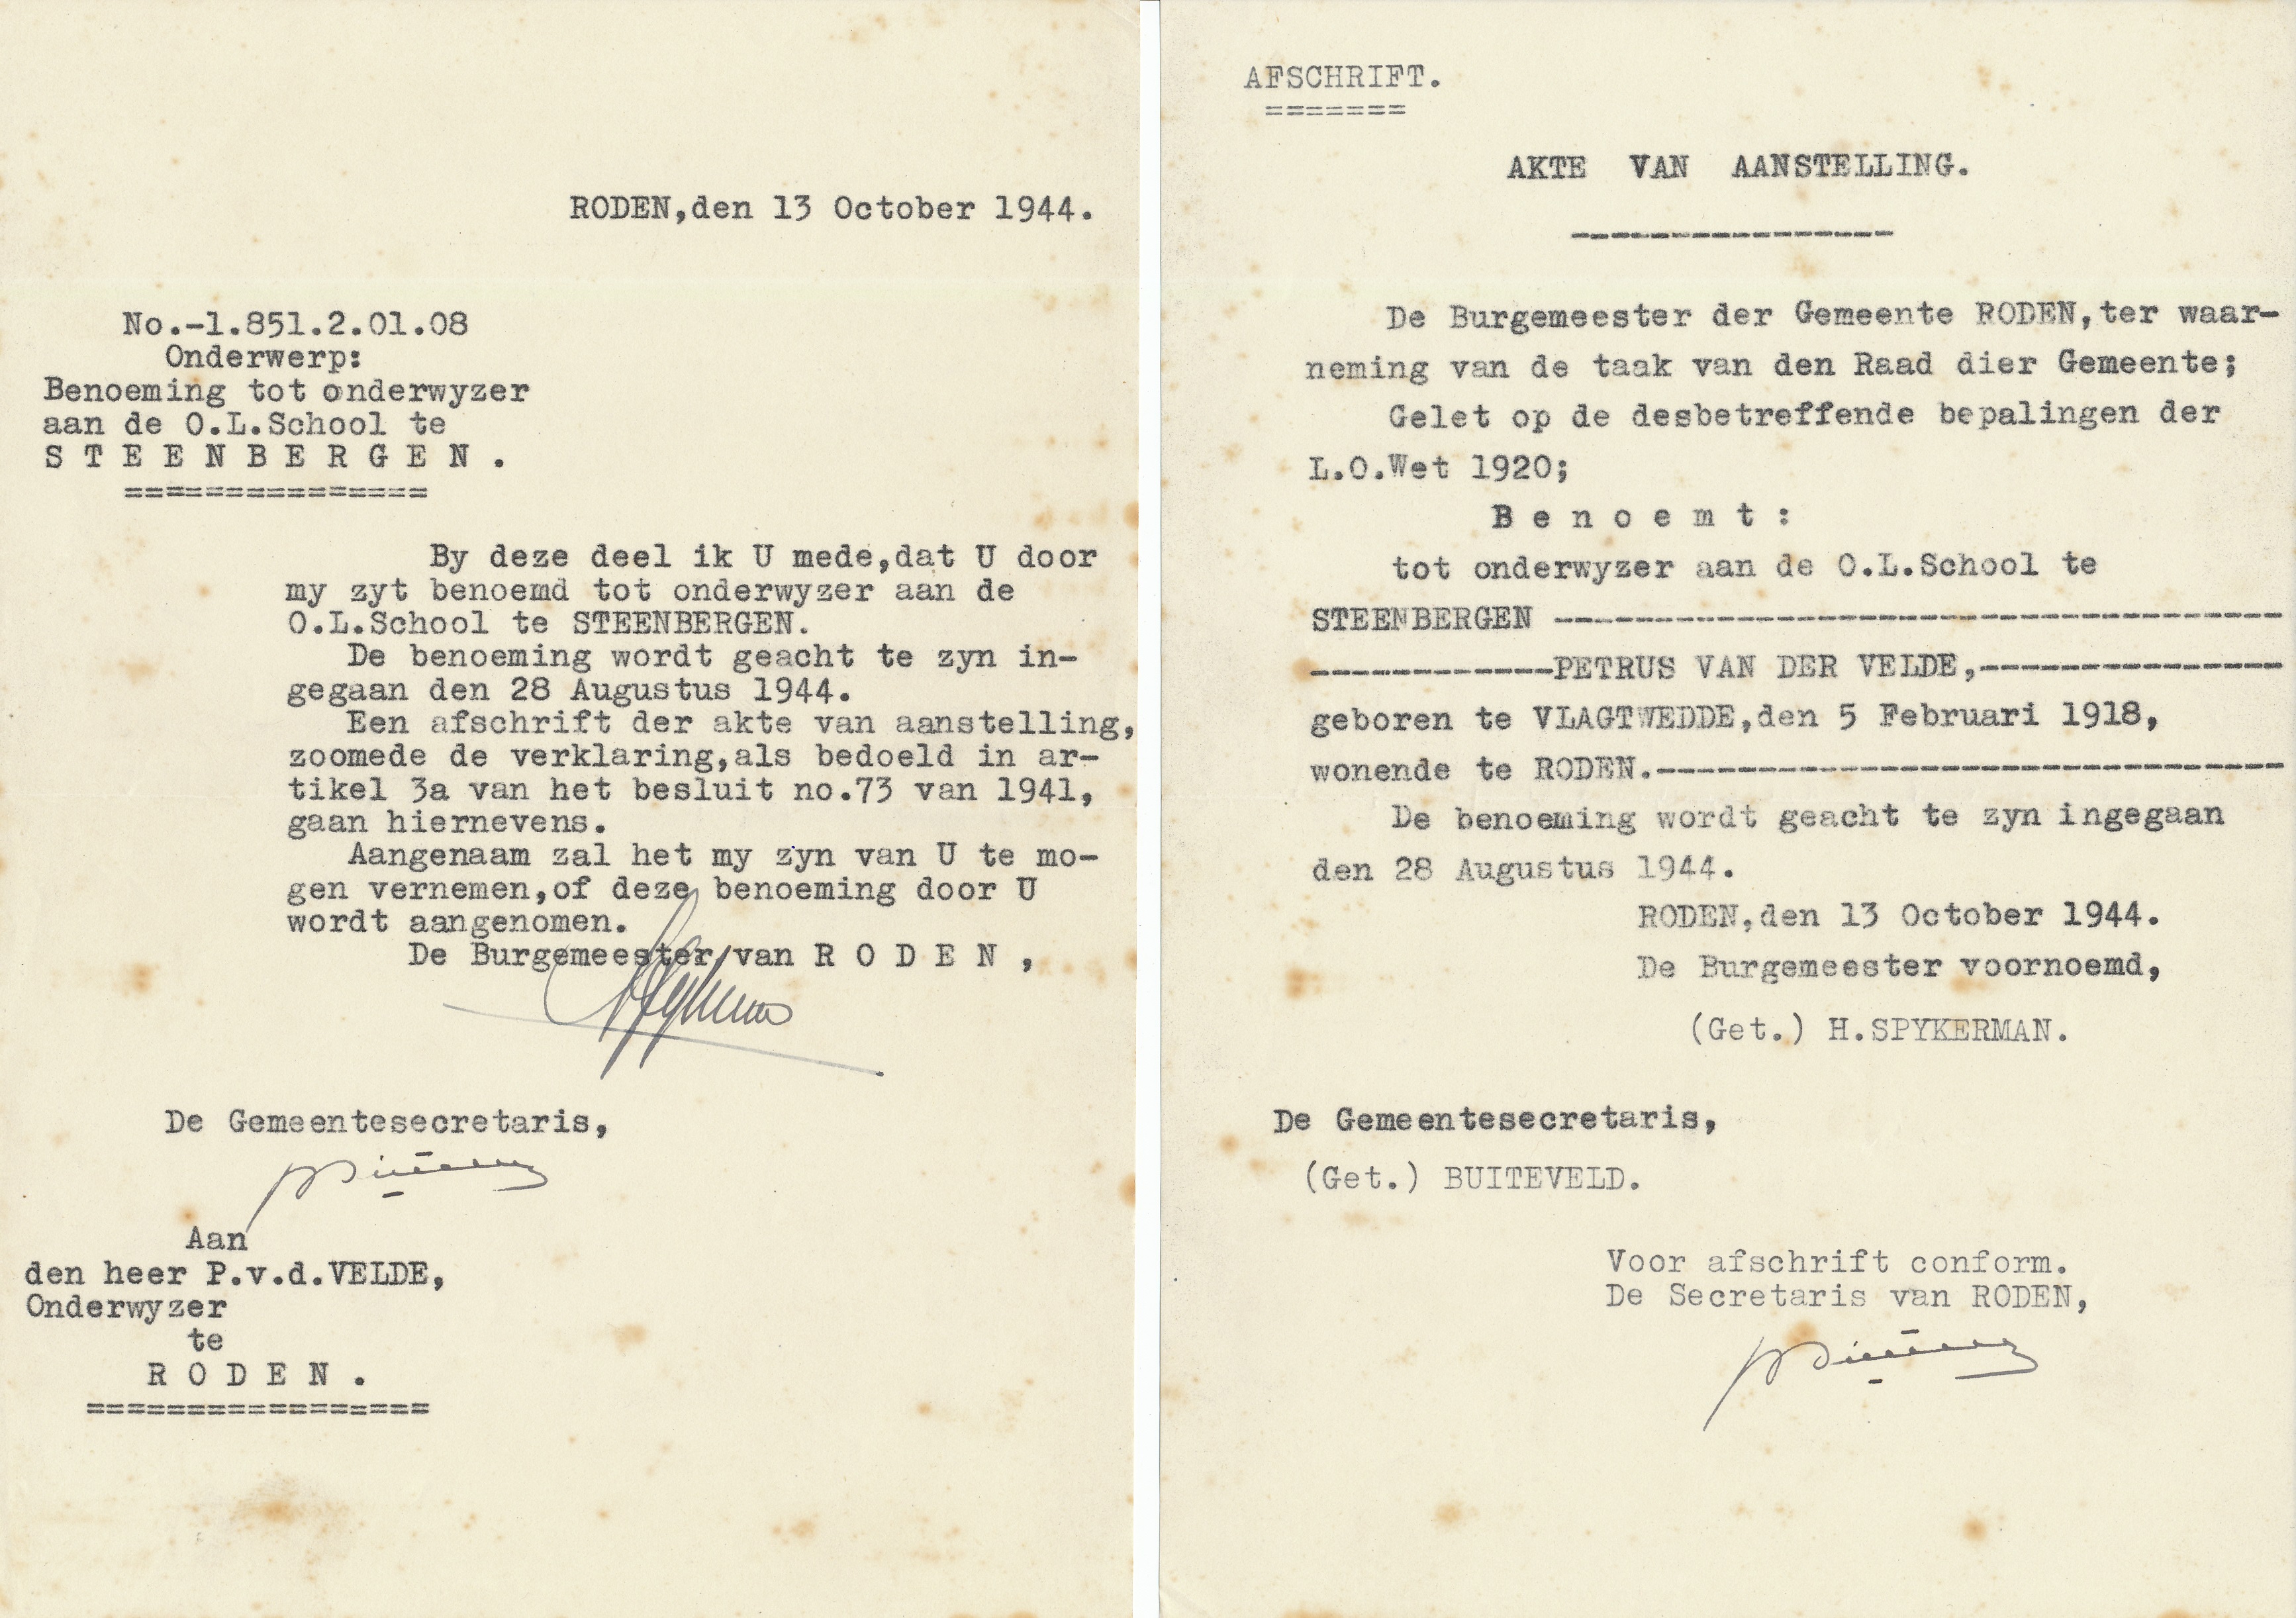 RODEN,den 13 October 1944.
No.-1.851.2.01.08
Onderwerp:
Benoeming tot onderwyzer
aan de O.L.School te
S T E E N B E R G E N .
===============
By deze deel ik U mede,dat U door
my zyt benoemd tot onderwyzer aan de
O.L.School te STEENBERGEN.
De benoeming wordt geacht te zyn in-
gegaan den 28 Augustus 1944.
Een afschrift der akte van aanstelling,
zoomede de verklaring,als bedoeld in ar-
tikel 3a van het besluit no.73 van 1941,
gaan hiernevens.
Aangenaam zal het my zyn van U te mo-
gen vernemen,of deze benoeming door U
wordt aangenomen.
De Burgemeester van R O D E N ,
De Gemeentesecretaris,
Aan
den heer P.v.d.VELDE,
Onderwyzer
te
R O D E N .
=================
AFSCHRIFT.
=======
AKTE VAN AANSTELLING.
----------------
De Burgemeester der Gemeente RODEN,ter waar-
neming van de taak van den Raad dier Gemeente;
Gelet op de desbetreffende bepalingen der
L.O.Wet 1920;
B e n o e m t :
tot onderwyzer aan de O.L.School te
STEENBERGEN ------------------------------------
------------PETRUS VAN DER VELDE,---------------
geboren te VLAGTWEDDE,den 5 Februari 1918,
wonende te RODEN.-------------------------------
De benoeming wordt geacht te zyn ingegaan
den 28 Augustus 1944.
RODEN,den 13 October 1944.
De Burgemeester voornoemd,
(Get.) H.SPYKERMAN.
De Gemeentesecretaris,
(Get.) BUITEVELD.
Voor afschrift conform.
De Secretaris van RODEN,